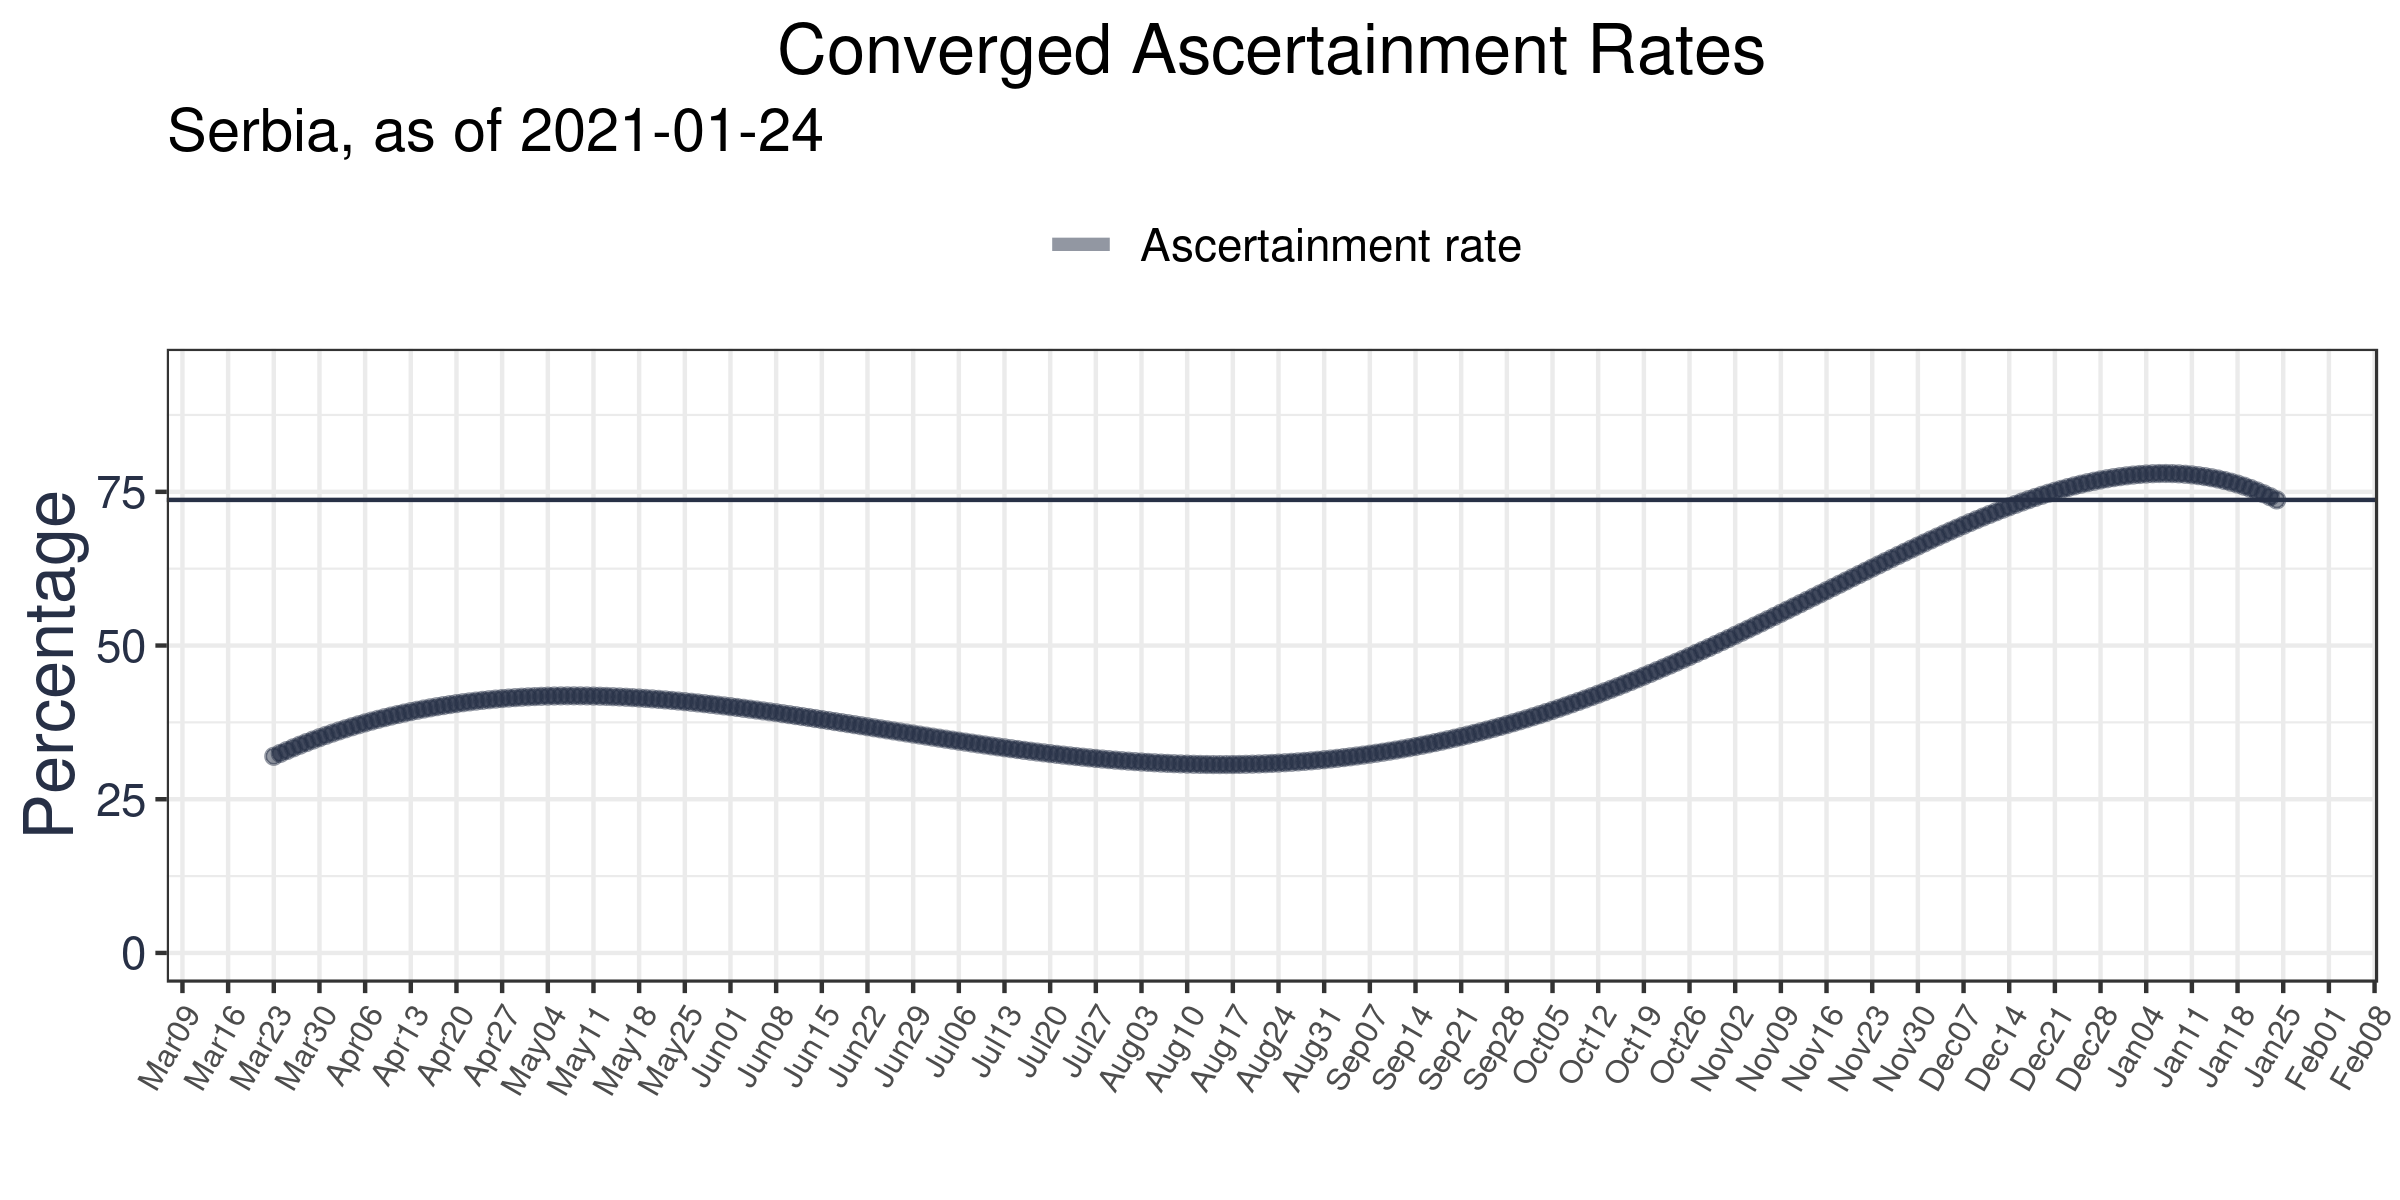 Converged Ascertainment Rates
Serbia, as of 2021-01-24
Ascertainment rate
Percentage
75
50
25
0
Mar09
Mar16
Mar23
Mar30
Apr06
Apr13
Apr20
Apr27
May04
May11
May18
May25
Jun01
Jun08
Jun15
Jun22
Jun29
Jul06
Jul13
Jul20
Jul27
Aug03
Aug10
Aug17
Aug24
Aug31
Sep07
Sep14
Sep21
Sep28
Oct05
Oct12
Oct19
Oct26
Nov02
Nov09
Nov16
Nov23
Nov30
Dec07
Dec14
Dec21
Dec28
Jan04
Jan11
Jan18
Jan25
Feb01
Feb08